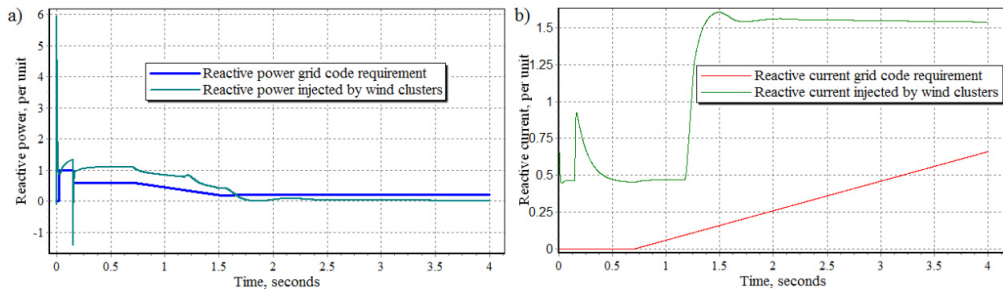 a)
Reactive power, per unit
6
5
4
3
2
1
0
-1
Reactive power grid code requirement
Reactive power injected by wind clusters
0 0.5 1 1.5 2 2.5 3 3.5 4
Time, seconds
b)
Reactive current, per unit
1.5
1.25
1
0.75
0.5
0.25
0
Reactive current grid code requirement
Reactive current injected by wind clusters
0 0.5 1 1.5 2 2.5 3 3.5 4
Time, seconds